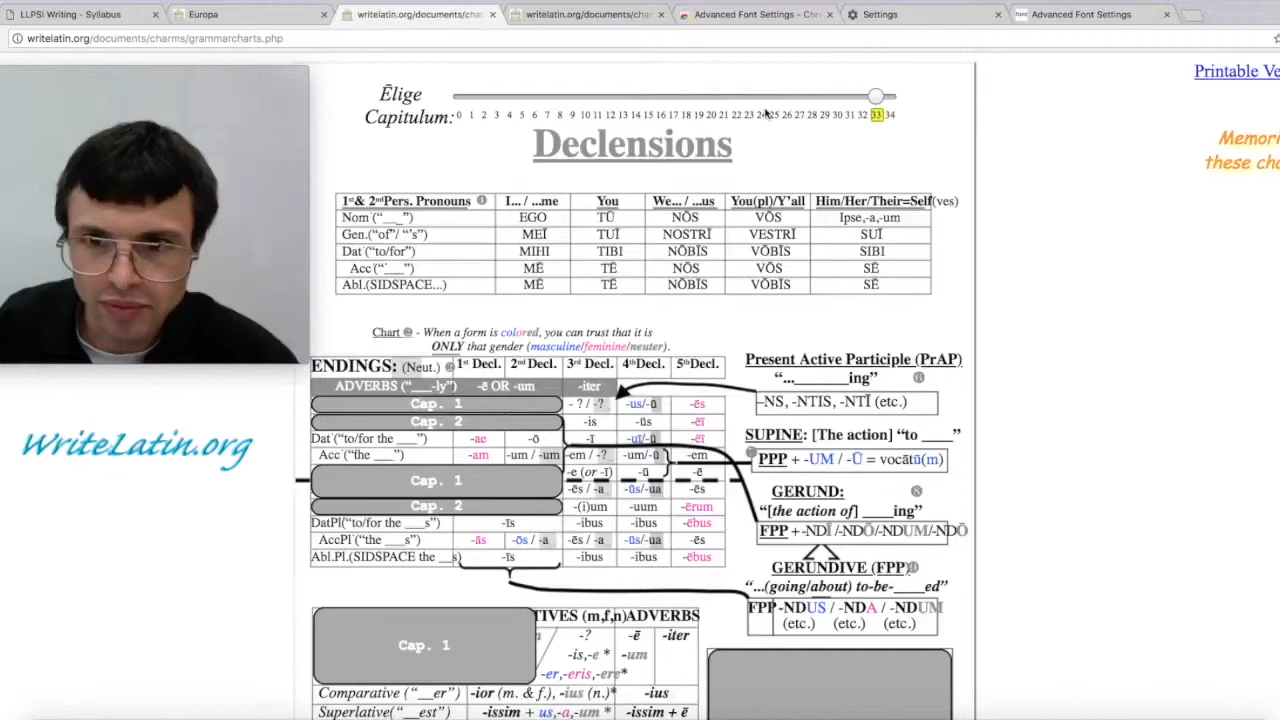 LLPSI Writing - Syllabus
Europa
writelatin.org/documents/char
writelatin.org/documents/char
Advanced Font Settings - Chr
Settings
Advanced Font Settings
writelatin.org/documents/charms/grammarcharts.php
Printable Ve
Ēlige
Capitulum:
0 1 2 3 4 5 6 7 8 9 10 11 12 13 14 15 16 17 18 19 20 21 22 23 24 25 26 27 28 29 30 31 32 33 34
Memori
these cha
Declensions
1st & 2nd Pers. Pronouns I... / ...me You We... / ...us You(pl)/Y'all Him/Her/Their=Self(ves)
Nom (“___”) EGO TŪ NŌS VŌS Ipse,-a,-um
Gen.(“of”/ “'s”) MEĪ TUĪ NOSTRĪ VESTRĪ SUĪ
Dat (“to/for”) MIHI TIBI NŌBĪS VŌBĪS SIBI
Acc (“___”) MĒ TĒ NŌS VŌS SĒ
Abl.(SIDSPACE...) MĒ TĒ NŌBĪS VŌBĪS SĒ
Chart - When a form is colored, you can trust that it is
ONLY that gender (masculine/feminine/neuter).
ENDINGS: (Neut.) 1st Decl. 2nd Decl. 3rd Decl. 4th Decl. 5th Decl.
ADVERBS (“___-ly”) -ē OR -um -iter
Cap. 1 - ? / -? -us/-ū -ēs
Cap. 2 -is -ūs -ēī
Dat (“to/for the ___”) -ae -ō -ī -uī/-ū -ēī
Acc (“the ___”) -am -um / -um -em / -? -um/-ū -em
Cap. 1
-e (or -ī) -ū -ē
-ēs / -a -ūs/-ua -ēs
Cap. 2 -(i)um -uum -ērum
DatPl(“to/for the ___s”) -īs -ibus -ibus -ēbus
AccPl (“the ___s”) -ās -ōs / -a -ēs / -a -ūs/-ua -ēs
Abl.Pl.(SIDSPACE the __s) -īs -ibus -ibus -ēbus
Present Active Participle (PrAP)
“...________ing”
–NS, -NTIS, -NTĪ (etc.)
SUPINE: [The action] “to ____”
PPP + -UM / -Ū = vocātū(m)
GERUND:
“[the action of] ____ing”
FPP + -NDĪ /-NDŌ/-NDUM/-NDŌ
GERUNDIVE (FPP)
“...(going/about) to-be-____ed”
FPP -NDUS / -NDA / -NDUM
(etc.) (etc.) (etc.)
WriteLatin.org
Cap. 1
TIVES (m,f,n) ADVERBS
-? -ē -iter
-is,-e * -um
-er,-eris,-ere*
Comparative (“__er”) -ior (m. & f.), -ius (n.)* -ius
Superlative(“__est”) -issim + us,-a,-um * -issim + ē